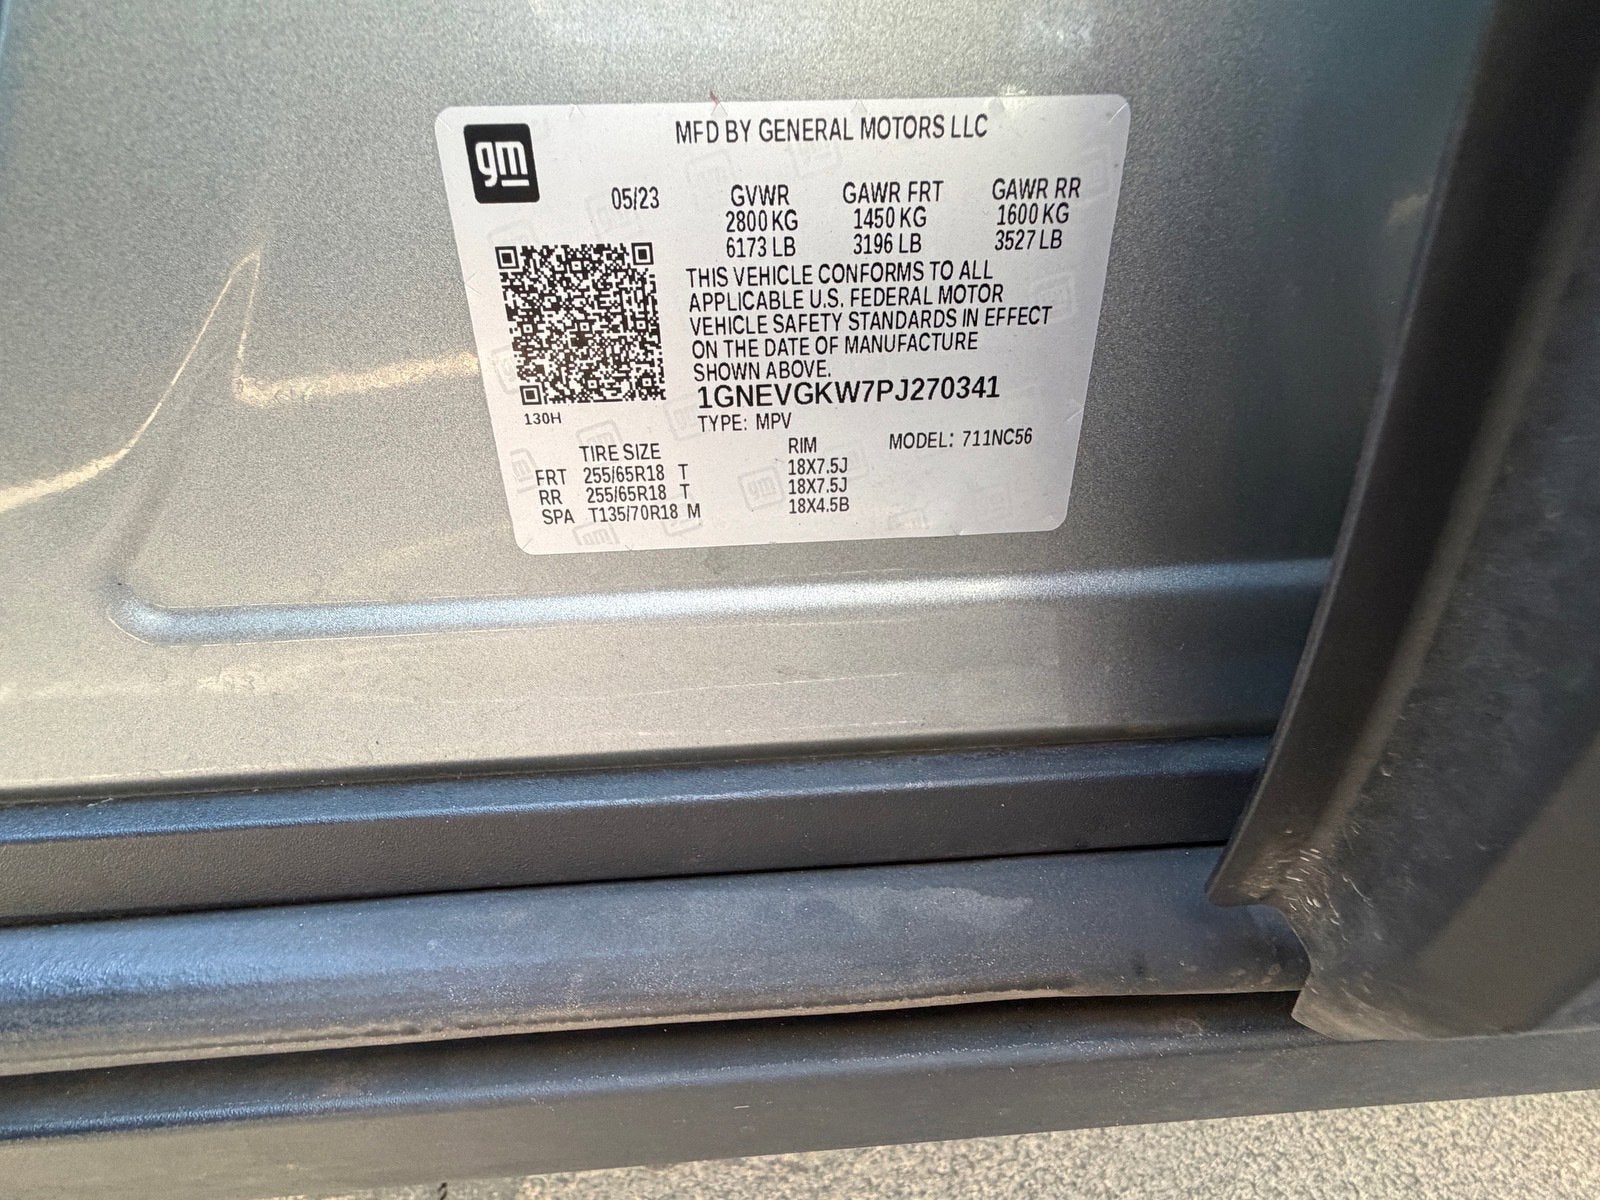 gm
MFD BY GENERAL MOTORS LLC
05/23 GVWR GAWR FRT GAWR RR
2800 KG 1450 KG 1600 KG
6173 LB 3196 LB 3527 LB
THIS VEHICLE CONFORMS TO ALL
APPLICABLE U.S. FEDERAL MOTOR
VEHICLE SAFETY STANDARDS IN EFFECT
ON THE DATE OF MANUFACTURE
SHOWN ABOVE.
1GNEVGKW7PJ270341
130H
TYPE: MPV
MODEL: 711NC56
TIRE SIZE RIM
FRT 255/65R18 T 18X7.5J
RR 255/65R18 T 18X7.5J
SPA T135/70R18 M 18X4.5B